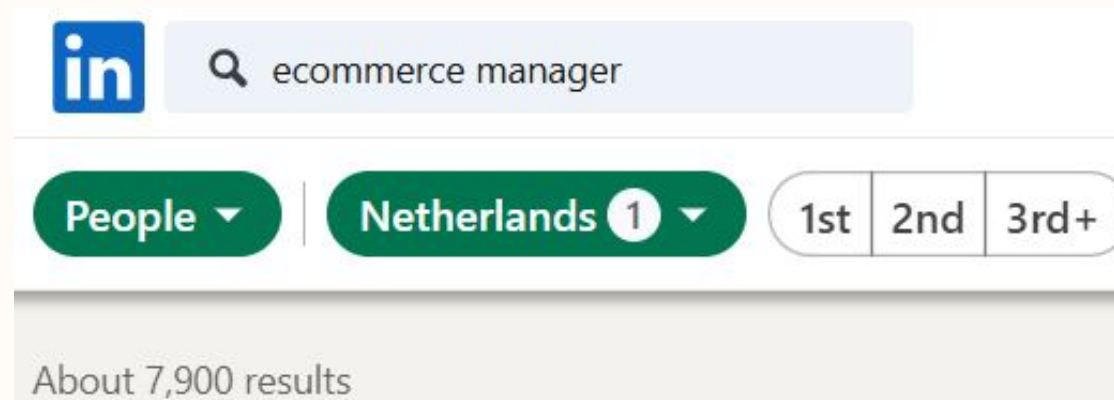 in
ecommerce manager
People Netherlands 1 1st 2nd 3rd+
About 7,900 results